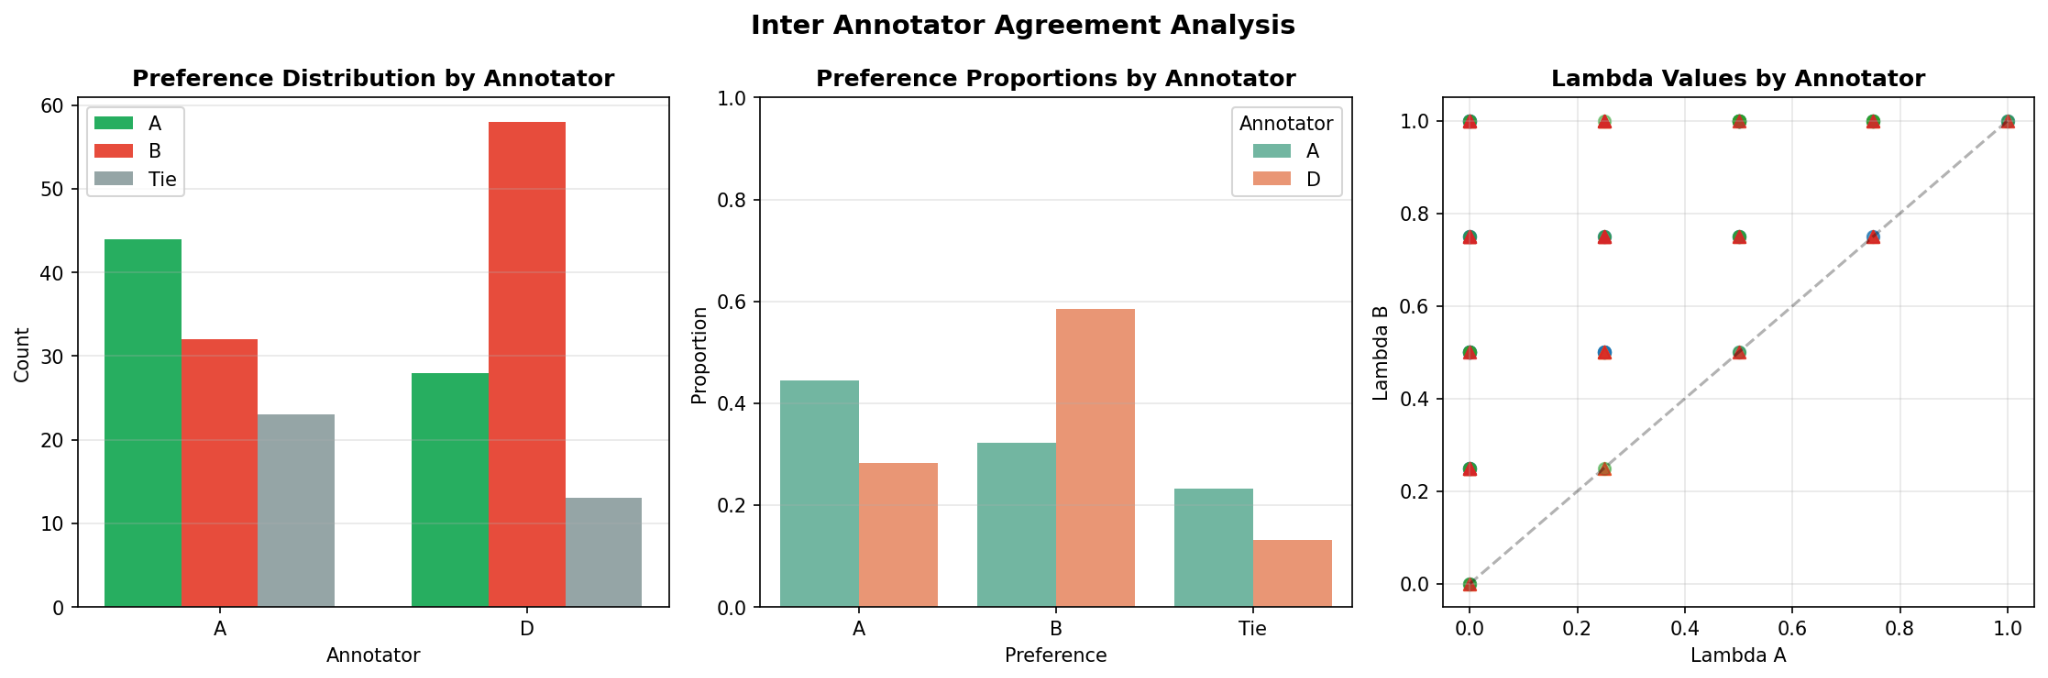 Inter Annotator Agreement Analysis
Preference Distribution by Annotator
A
B
Tie
60
50
40
30
20
10
0
Count
A D
Annotator
Preference Proportions by Annotator
Annotator
A
D
1.0
0.8
0.6
0.4
0.2
0.0
Proportion
A B Tie
Preference
Lambda Values by Annotator
1.0
0.8
0.6
0.4
0.2
0.0
Lambda B
0.0 0.2 0.4 0.6 0.8 1.0
Lambda A